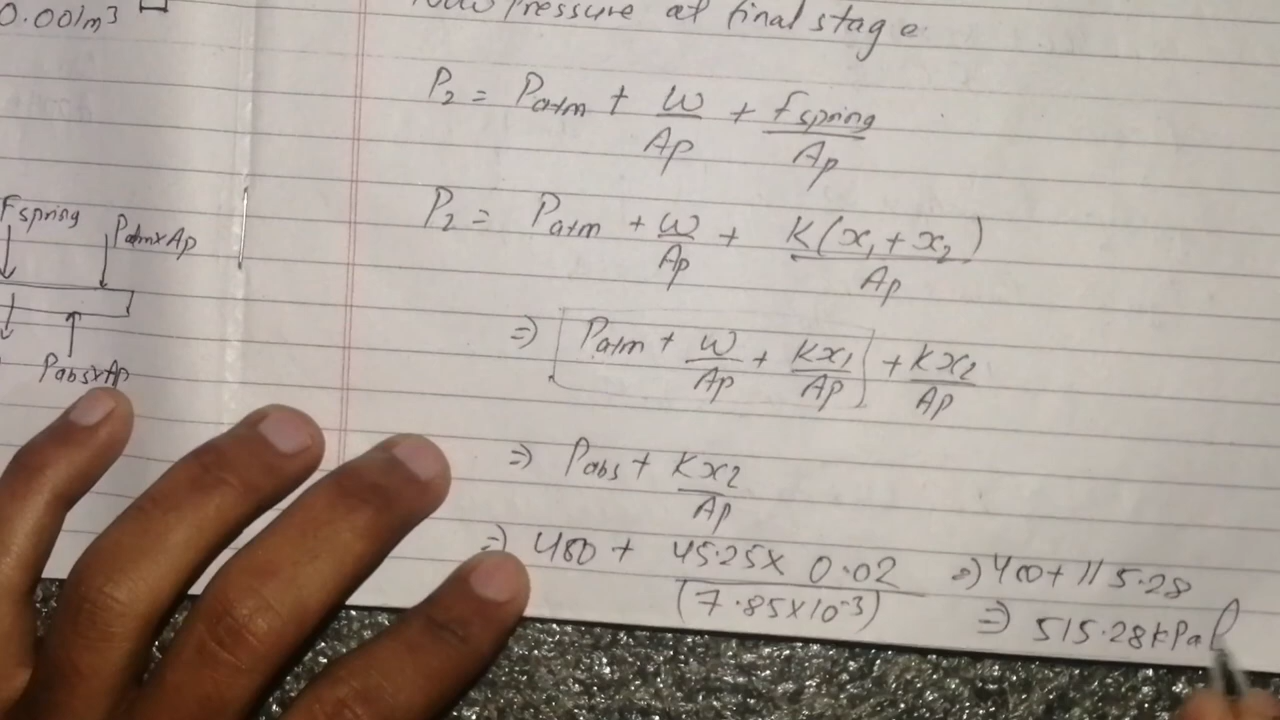 0.001m³
pressure at final stage
P₂ = Patm + W/Ap + Fspring/Ap
Fspring
Patm×Ap
Pabs×Ap
P₂ = Patm + W/Ap + K(x₁ + x₂)/Ap
⇒ [Patm + W/Ap + Kx₁/Ap] + Kx₂/Ap
⇒ Pabs + Kx₂/Ap
⇒ 400 + 45.25 × 0.02/(7.85×10⁻³) ⇒ 400 + 115.28
⇒ 515.28 kPa